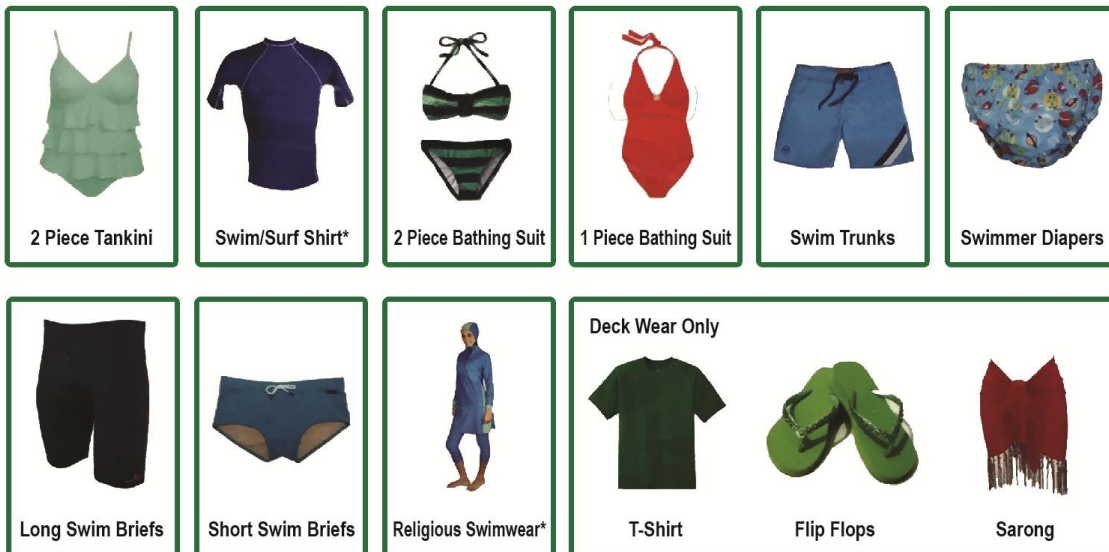 2 Piece Tankini
Swim/Surf Shirt*
2 Piece Bathing Suit
1 Piece Bathing Suit
Swim Trunks
Swimmer Diapers
Deck Wear Only
Long Swim Briefs
Short Swim Briefs
Religious Swimwear*
T-Shirt
Flip Flops
Sarong